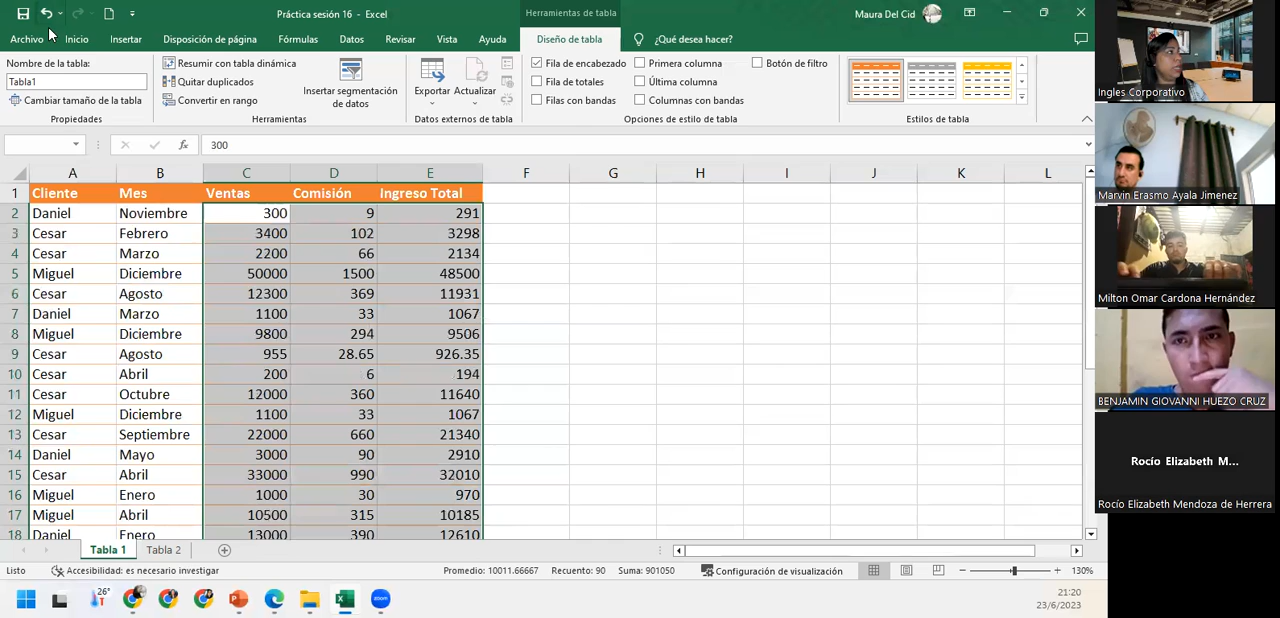 Práctica sesión 16 - Excel
Herramientas de tabla
Maura Del Cid
Archivo Inicio Insertar Disposición de página Fórmulas Datos Revisar Vista Ayuda Diseño de tabla ¿Qué desea hacer?
Nombre de la tabla:
Tabla1
Cambiar tamaño de la tabla
Propiedades
Resumir con tabla dinámica
Quitar duplicados
Convertir en rango
Insertar segmentación
de datos
Herramientas
Exportar Actualizar
Datos externos de tabla
Fila de encabezado Primera columna Botón de filtro
Fila de totales Última columna
Filas con bandas Columnas con bandas
Opciones de estilo de tabla
Estilos de tabla
fx 300
A B C D E F G H I J K L
1 Cliente Mes Ventas Comisión Ingreso Total
2 Daniel Noviembre 300 9 291
3 Cesar Febrero 3400 102 3298
4 Cesar Marzo 2200 66 2134
5 Miguel Diciembre 50000 1500 48500
6 Cesar Agosto 12300 369 11931
7 Daniel Marzo 1100 33 1067
8 Miguel Diciembre 9800 294 9506
9 Cesar Agosto 955 28.65 926.35
10 Cesar Abril 200 6 194
11 Cesar Octubre 12000 360 11640
12 Miguel Diciembre 1100 33 1067
13 Cesar Septiembre 22000 660 21340
14 Daniel Mayo 3000 90 2910
15 Cesar Abril 33000 990 32010
16 Miguel Enero 1000 30 970
17 Miguel Abril 10500 315 10185
18 Daniel Enero 13000 390 12610
Tabla 1 Tabla 2
Listo Accesibilidad: es necesario investigar Promedio: 10011.66667 Recuento: 90 Suma: 901050 Configuración de visualización 130%
26°
zoom
21:20
23/6/2023
Ingles Corporativo
Marvin Erasmo Ayala Jimenez
Milton Omar Cardona Hernández
BENJAMIN GIOVANNI HUEZO CRUZ
Rocío Elizabeth M...
Rocío Elizabeth Mendoza de Herrera